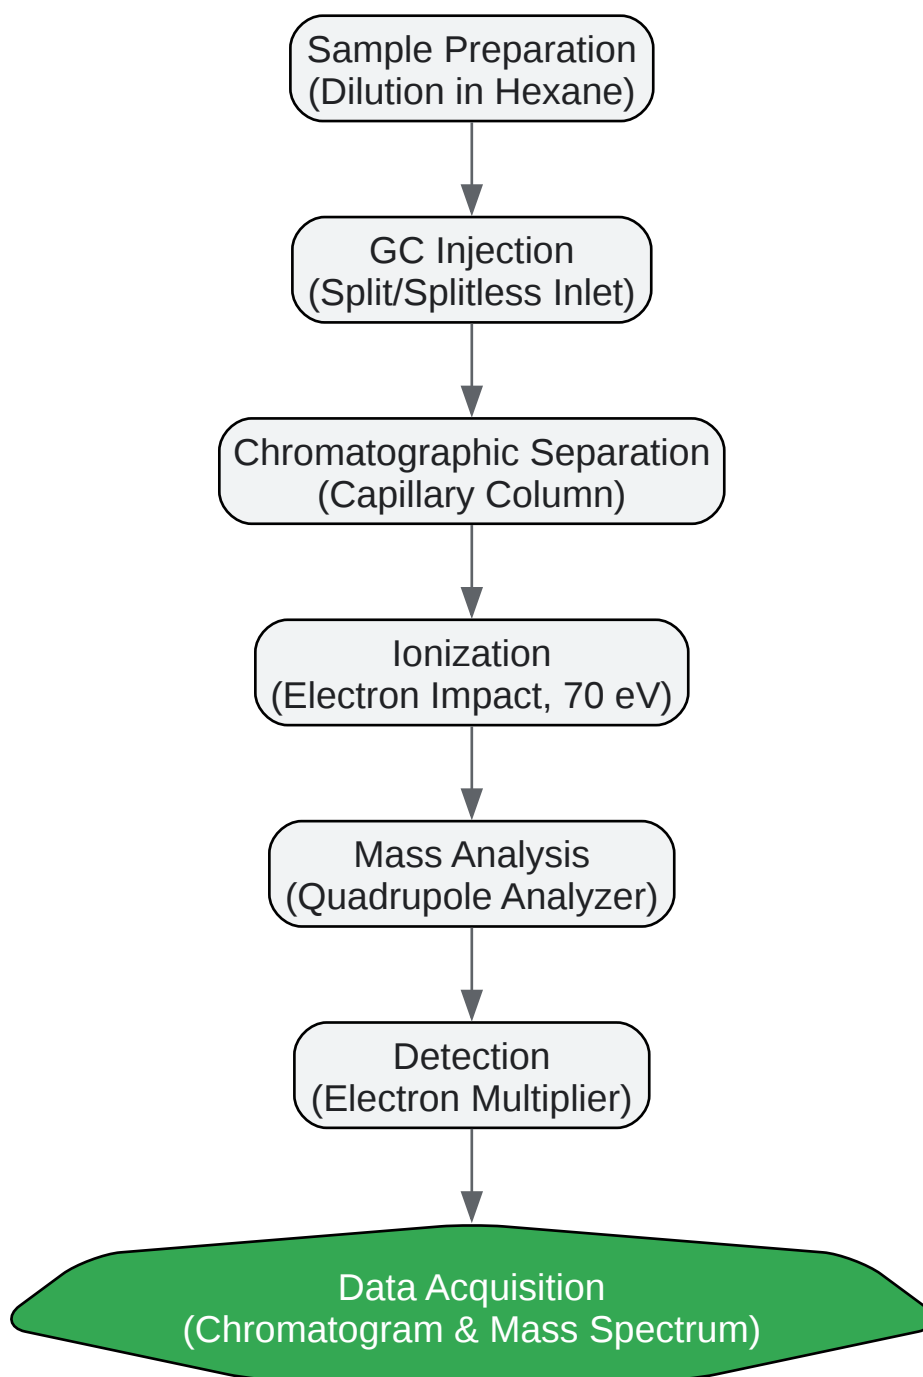 Sample Preparation
(Dilution in Hexane)
GC Injection
(Split/Splitless Inlet)
Chromatographic Separation
(Capillary Column)
Ionization
(Electron Impact, 70 eV)
Mass Analysis
(Quadrupole Analyzer)
Detection
(Electron Multiplier)
Data Acquisition
(Chromatogram & Mass Spectrum)